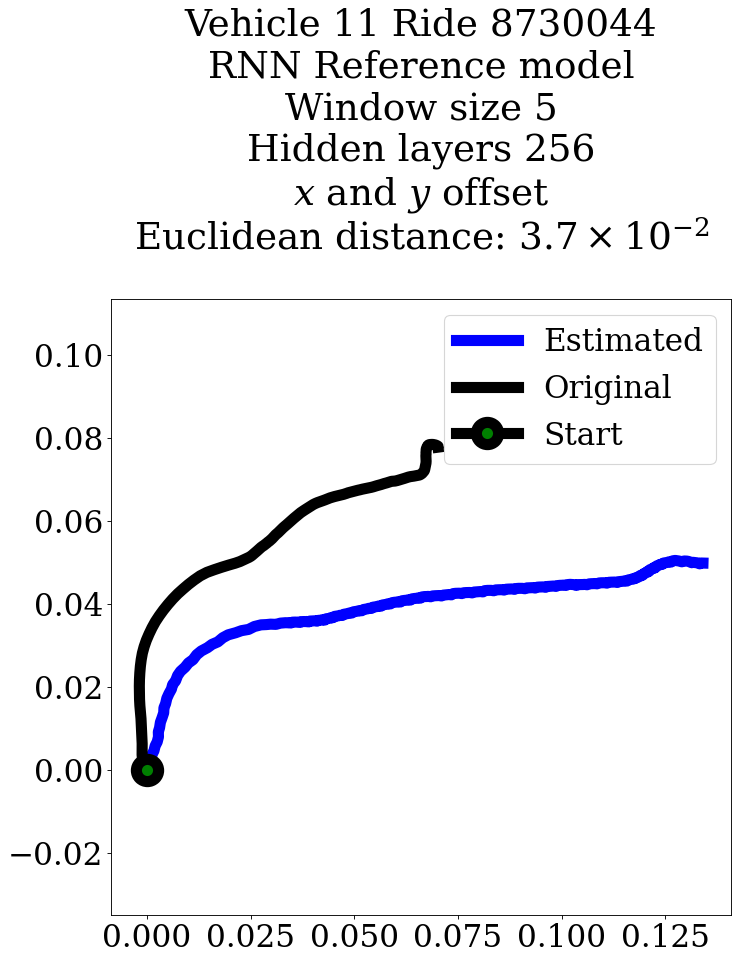 Vehicle 11 Ride 8730044
RNN Reference model
Window size 5
Hidden layers 256
x and y offset
Euclidean distance: 3.7 × 10⁻²
Estimated
Original
Start
0.10
0.08
0.06
0.04
0.02
0.00
−0.02
0.000 0.025 0.050 0.075 0.100 0.125